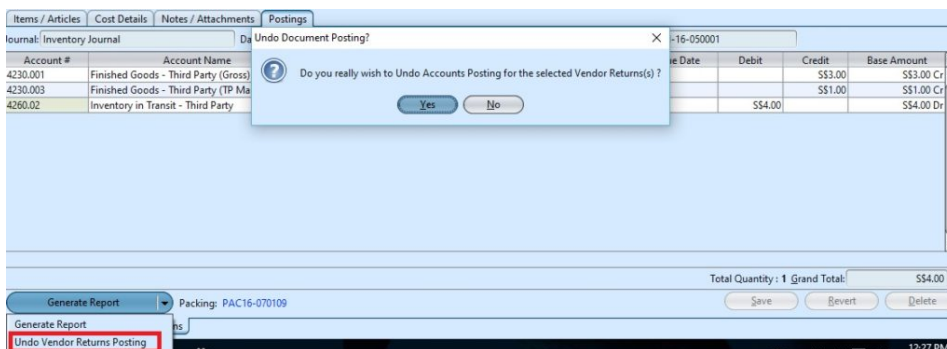 Items / Articles Cost Details Notes / Attachments Postings
Journal: Inventory Journal Da Undo Document Posting? X -16-050001
Account # Account Name e Date Debit Credit Base Amount
4230.001 Finished Goods - Third Party (Gross) S$3.00 S$3.00 Cr
Do you really wish to Undo Accounts Posting for the selected Vendor Returns(s) ?
4230.003 Finished Goods - Third Party (TP Ma S$1.00 S$1.00 Cr
4260.02 Inventory in Transit - Third Party S$4.00 S$4.00 Dr
Yes No
Total Quantity : 1 Grand Total: S$4.00
Generate Report Packing: PAC16-070109 Save Revert Delete
Generate Report ns
Undo Vendor Returns Posting 12:27 PM